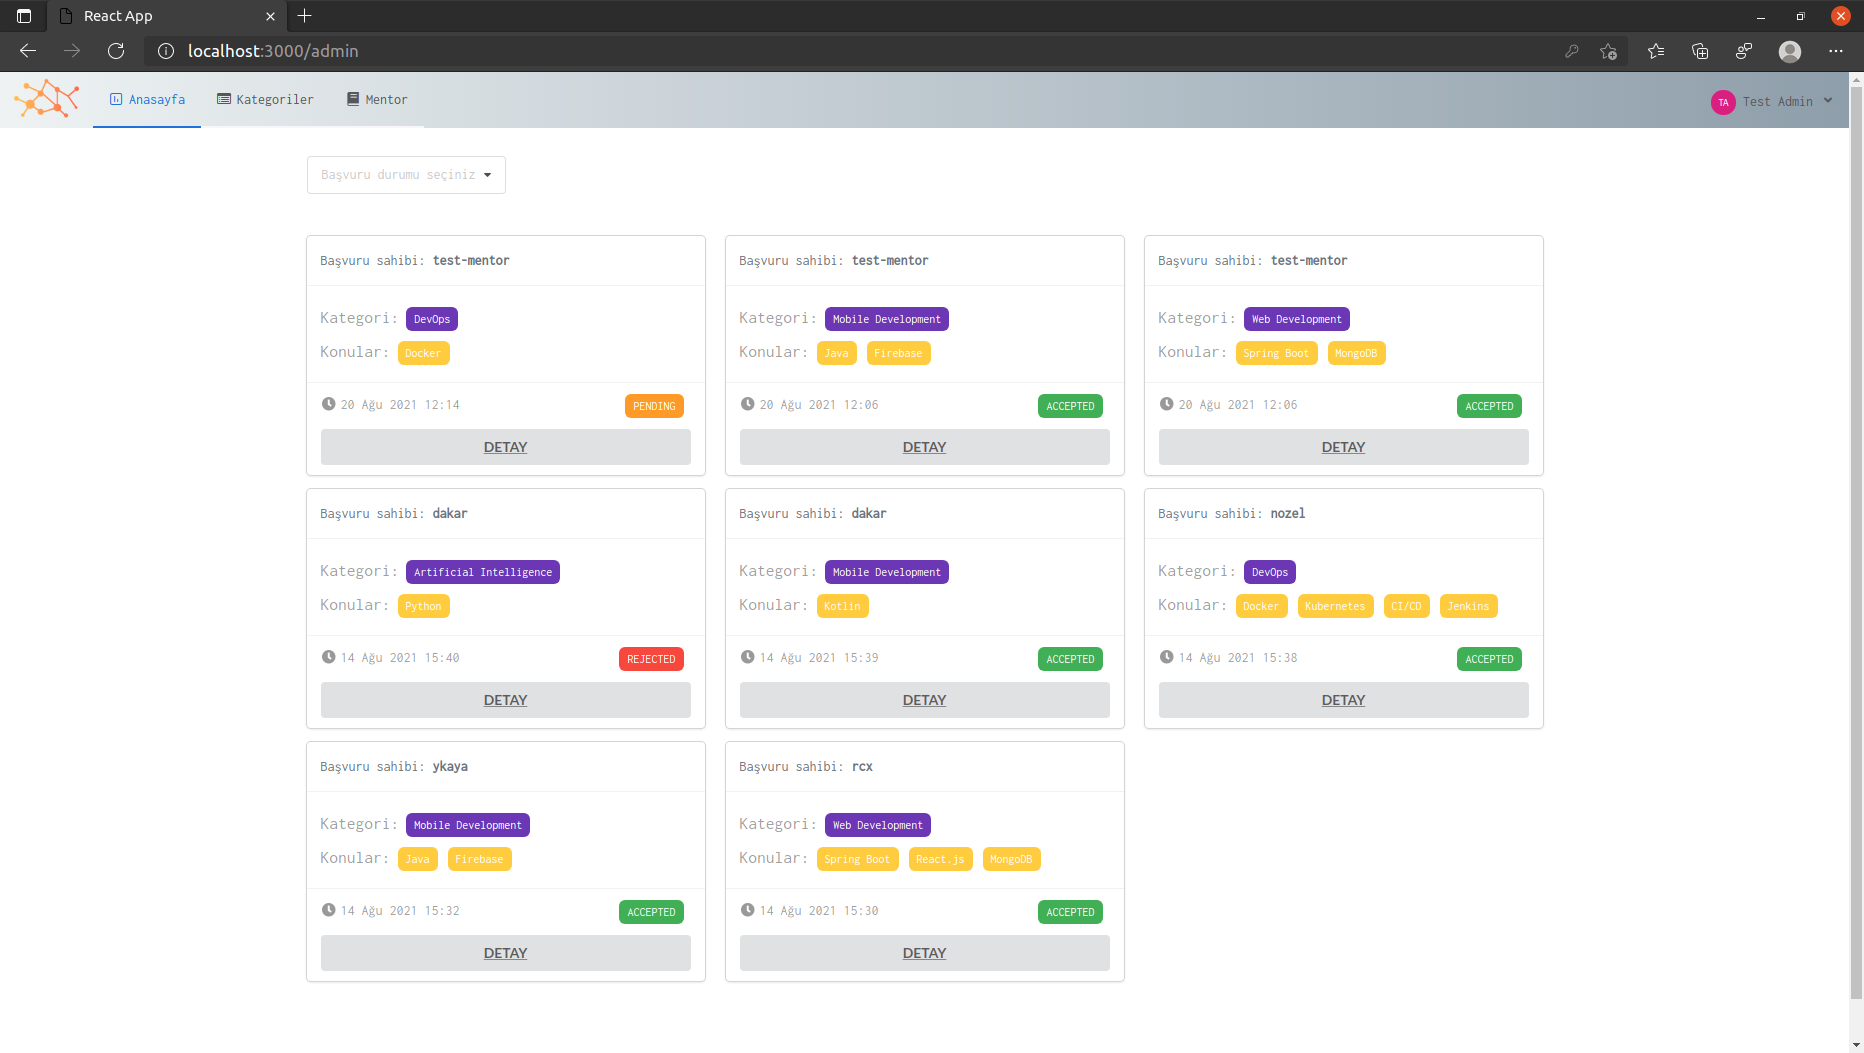 React App
localhost:3000/admin
Anasayfa Kategoriler Mentor TA Test Admin
Başvuru durumu seçiniz
Başvuru sahibi: test-mentor
Kategori: DevOps
Konular: Docker
20 Ağu 2021 12:14 PENDING
DETAY
Başvuru sahibi: test-mentor
Kategori: Mobile Development
Konular: Java Firebase
20 Ağu 2021 12:06 ACCEPTED
DETAY
Başvuru sahibi: test-mentor
Kategori: Web Development
Konular: Spring Boot MongoDB
20 Ağu 2021 12:06 ACCEPTED
DETAY
Başvuru sahibi: dakar
Kategori: Artificial Intelligence
Konular: Python
14 Ağu 2021 15:40 REJECTED
DETAY
Başvuru sahibi: dakar
Kategori: Mobile Development
Konular: Kotlin
14 Ağu 2021 15:39 ACCEPTED
DETAY
Başvuru sahibi: nozel
Kategori: DevOps
Konular: Docker Kubernetes CI/CD Jenkins
14 Ağu 2021 15:38 ACCEPTED
DETAY
Başvuru sahibi: ykaya
Kategori: Mobile Development
Konular: Java Firebase
14 Ağu 2021 15:32 ACCEPTED
DETAY
Başvuru sahibi: rcx
Kategori: Web Development
Konular: Spring Boot React.js MongoDB
14 Ağu 2021 15:30 ACCEPTED
DETAY